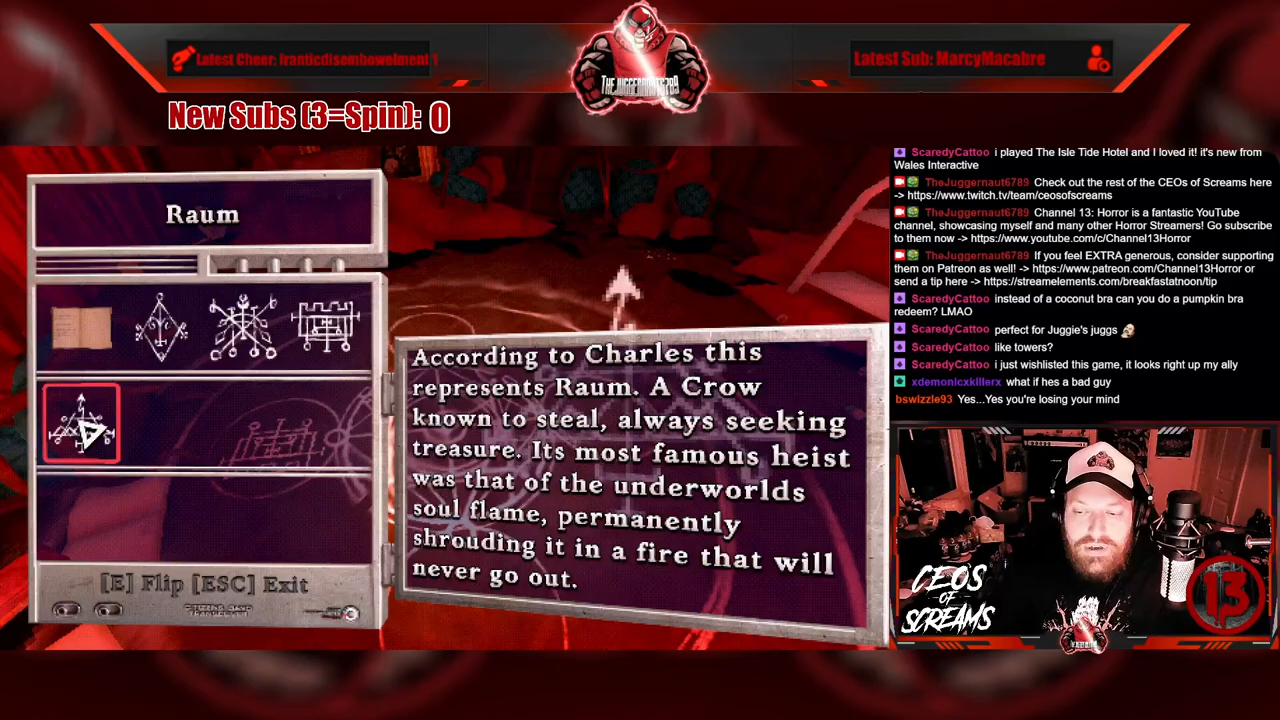 Latest Cheer: franticdisembowelment 1
THEJUGGERNAUT6789
Latest Sub: MarcyMacabre
New Subs (3=Spin): 0
Raum
[E] Flip [ESC] Exit
CITIZENS BAND
TRANSCEIVER
According to Charles this
represents Raum. A Crow
known to steal, always seeking
treasure. Its most famous heist
was that of the underworlds
soul flame, permanently
shrouding it in a fire that will
never go out.
ScaredyCattoo i played The Isle Tide Hotel and I loved it! it's new from
Wales Interactive
TheJuggernaut6789 Check out the rest of the CEOs of Screams here
-> https://www.twitch.tv/team/ceosofscreams
TheJuggernaut6789 Channel 13: Horror is a fantastic YouTube
channel, showcasing myself and many other Horror Streamers! Go subscribe
to them now -> https://www.youtube.com/c/Channel13Horror
TheJuggernaut6789 If you feel EXTRA generous, consider supporting
them on Patreon as well! -> https://www.patreon.com/Channel13Horror or
send a tip here -> https://streamelements.com/breakfastatnoon/tip
ScaredyCattoo instead of a coconut bra can you do a pumpkin bra
redeem? LMAO
ScaredyCattoo perfect for Juggie's juggs
ScaredyCattoo like towers?
ScaredyCattoo i just wishlisted this game, it looks right up my ally
xdemonicxkillerx what if hes a bad guy
bswizzle93 Yes...Yes you're losing your mind
CEOS
OF
SCREAMS
13